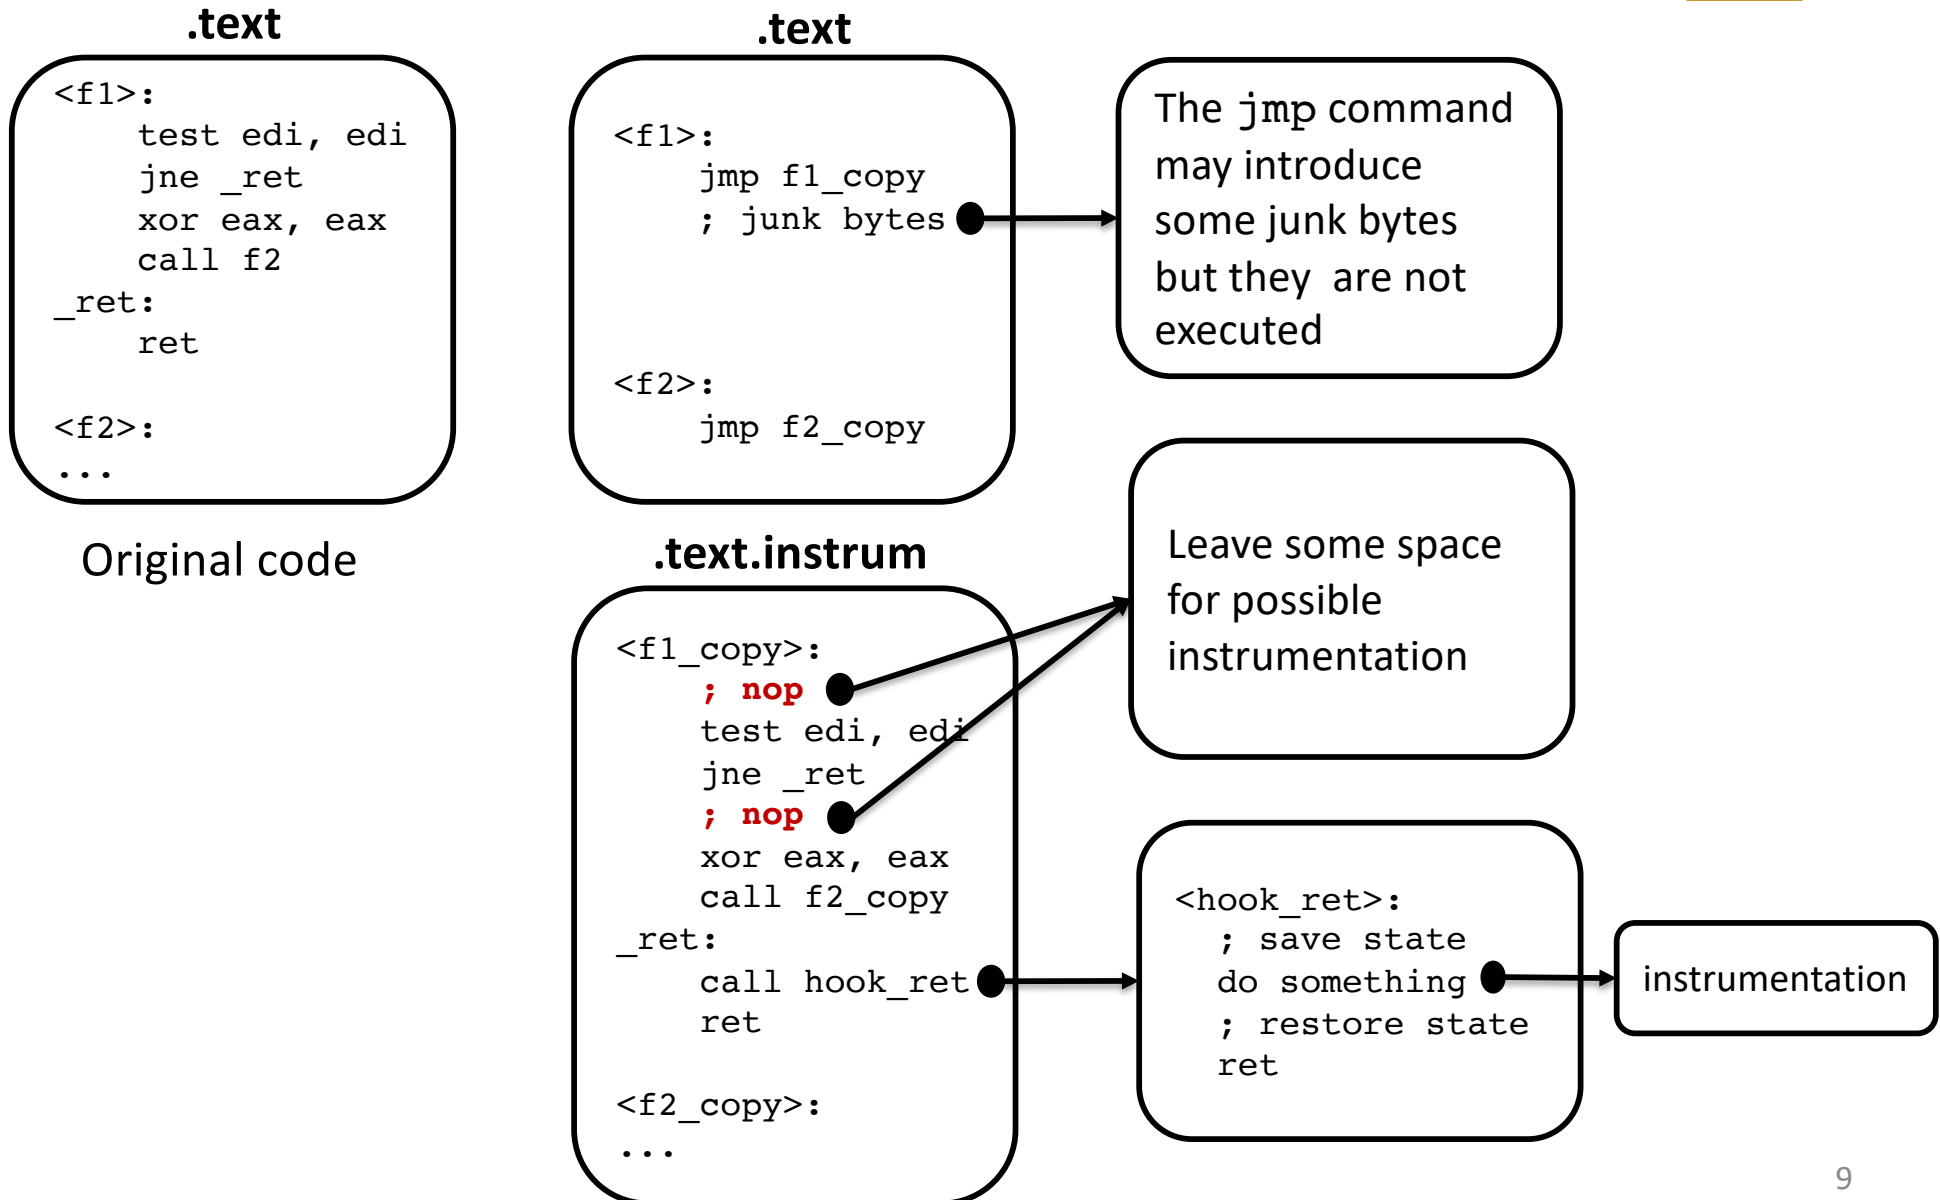 .text
<f1>:
test edi, edi
jne _ret
xor eax, eax
call f2
_ret:
ret
<f2>:
...
Original code
.text
<f1>:
jmp f1_copy
; junk bytes
<f2>:
jmp f2_copy
The jmp command
may introduce
some junk bytes
but they  are not
executed
.text.instrum
<f1_copy>:
; nop
test edi, edi
jne _ret
; nop
xor eax, eax
call f2_copy
_ret:
call hook_ret
ret
<f2_copy>:
...
Leave some space
for possible
instrumentation
<hook_ret>:
; save state
do something
; restore state
ret
instrumentation
9